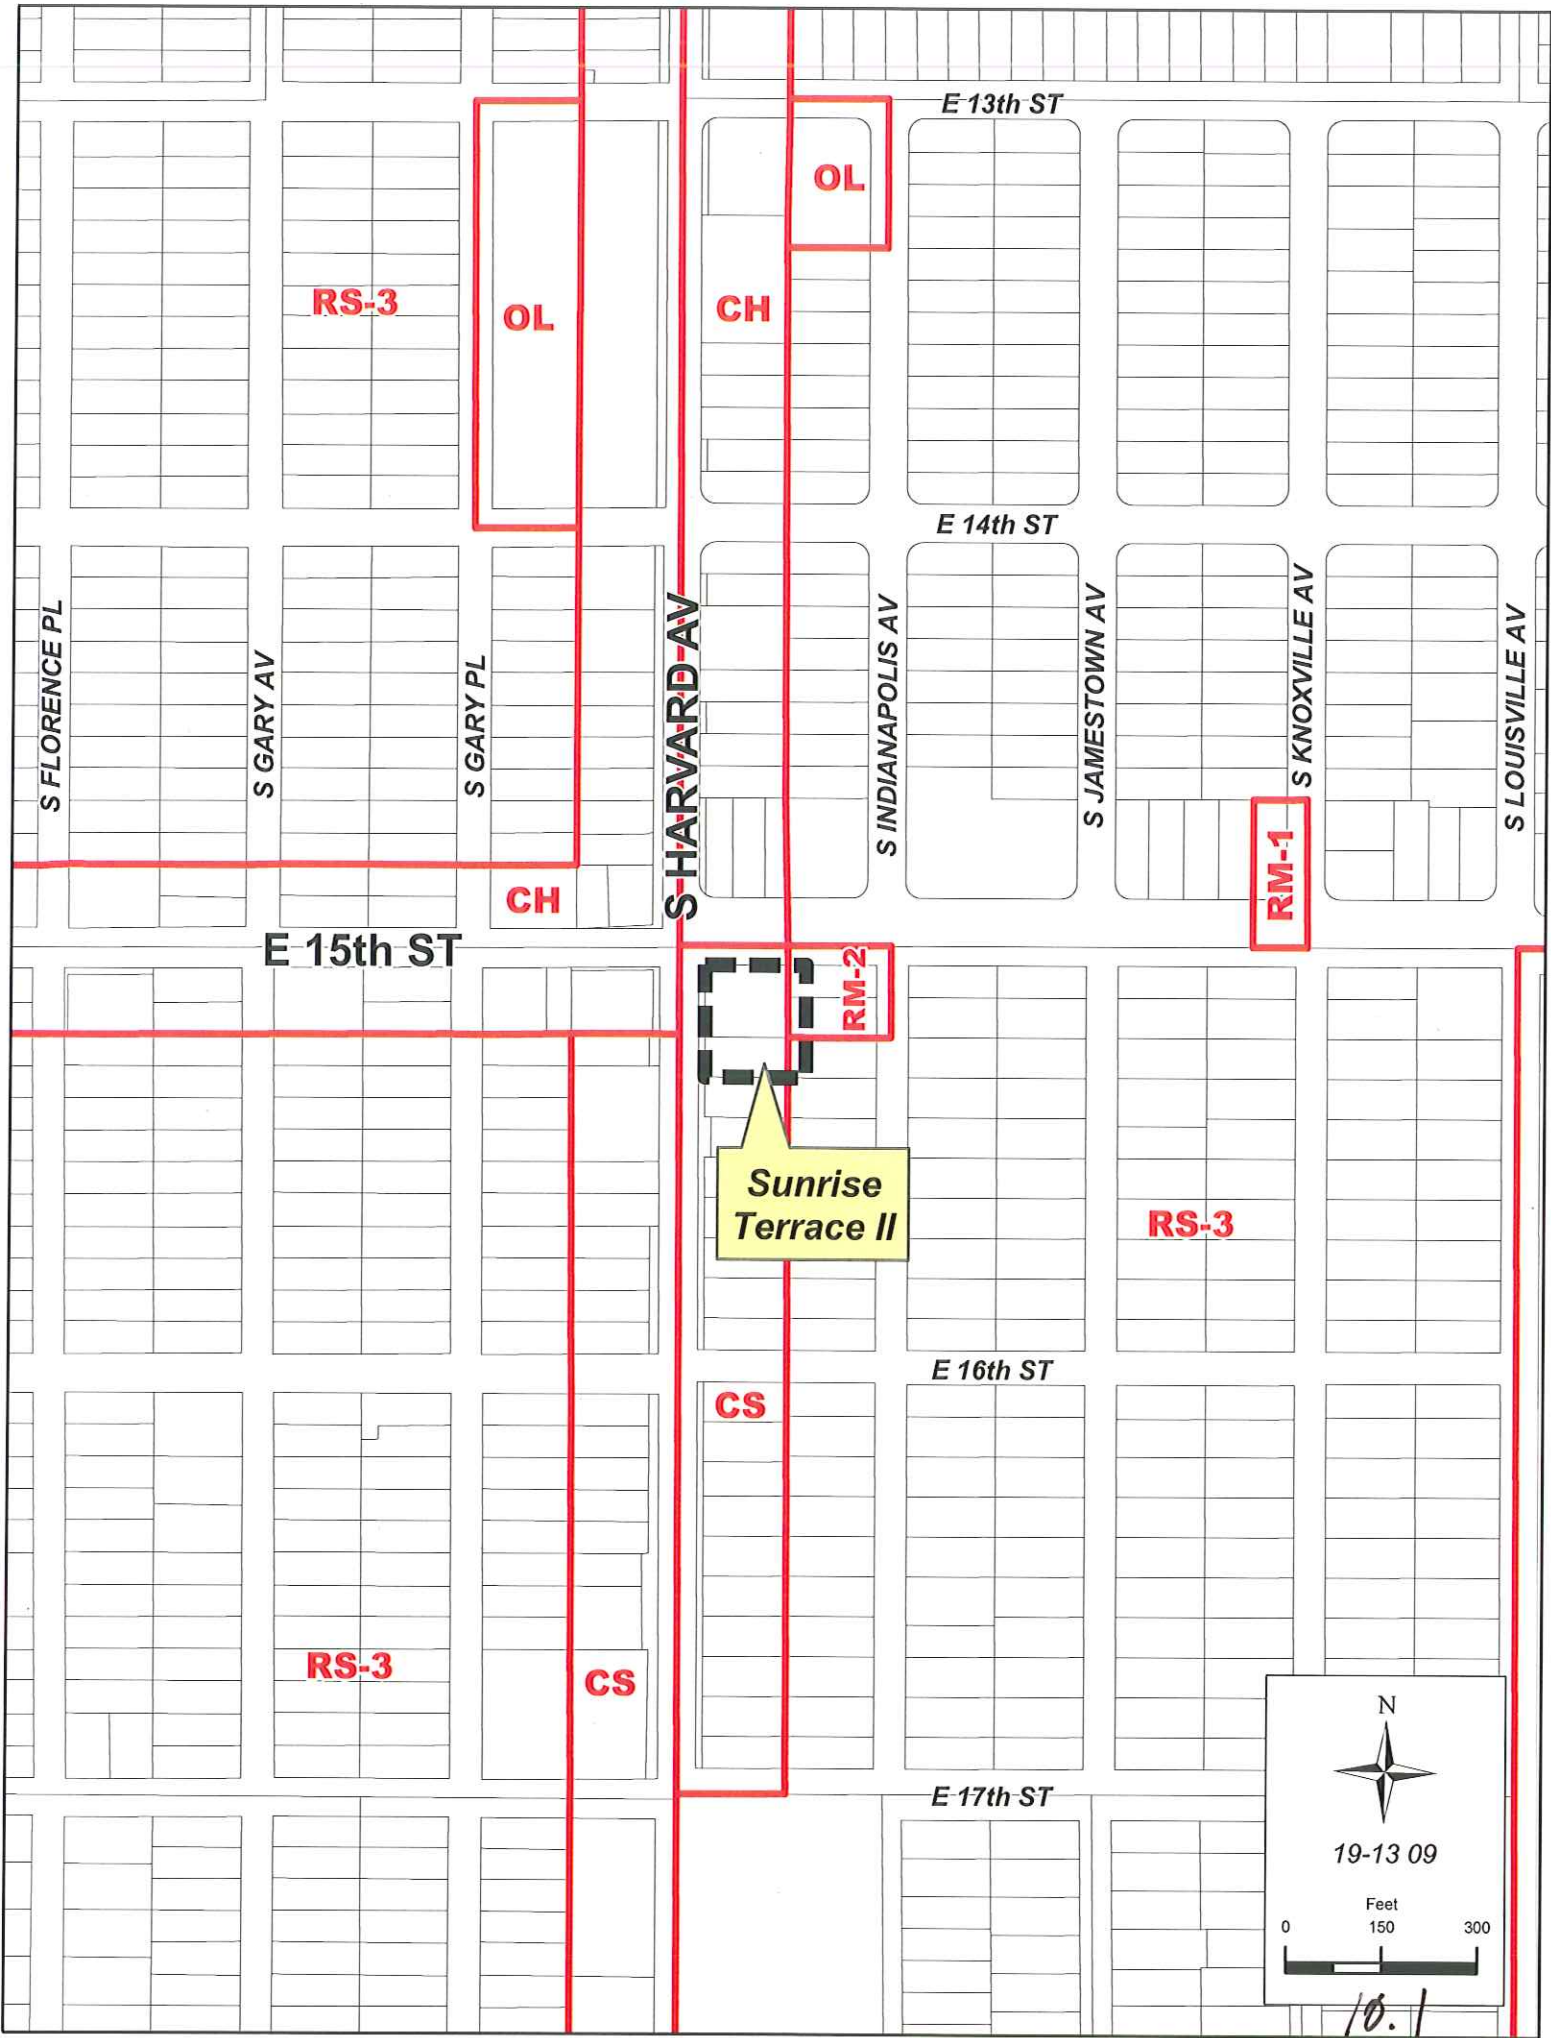 E 13th ST
OL
RS-3
OL
CH
E 14th ST
S FLORENCE PL
S GARY AV
S GARY PL
S HARVARD AV
S INDIANAPOLIS AV
S JAMESTOWN AV
S KNOXVILLE AV
S LOUISVILLE AV
RM-1
CH
E 15th ST
RM-2
Sunrise
Terrace II
RS-3
E 16th ST
CS
RS-3
CS
E 17th ST
N
19-13 09
Feet
0 150 300
10.1